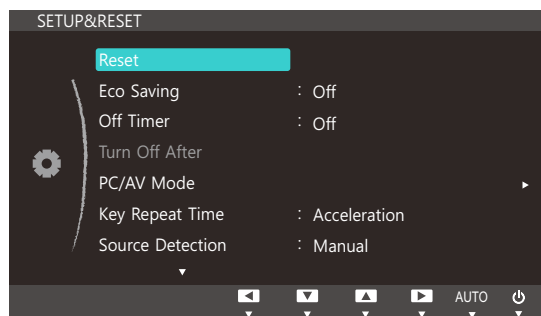 SETUP&RESET
Reset
Eco Saving : Off
Off Timer : Off
Turn Off After
PC/AV Mode
Key Repeat Time : Acceleration
Source Detection : Manual
AUTO